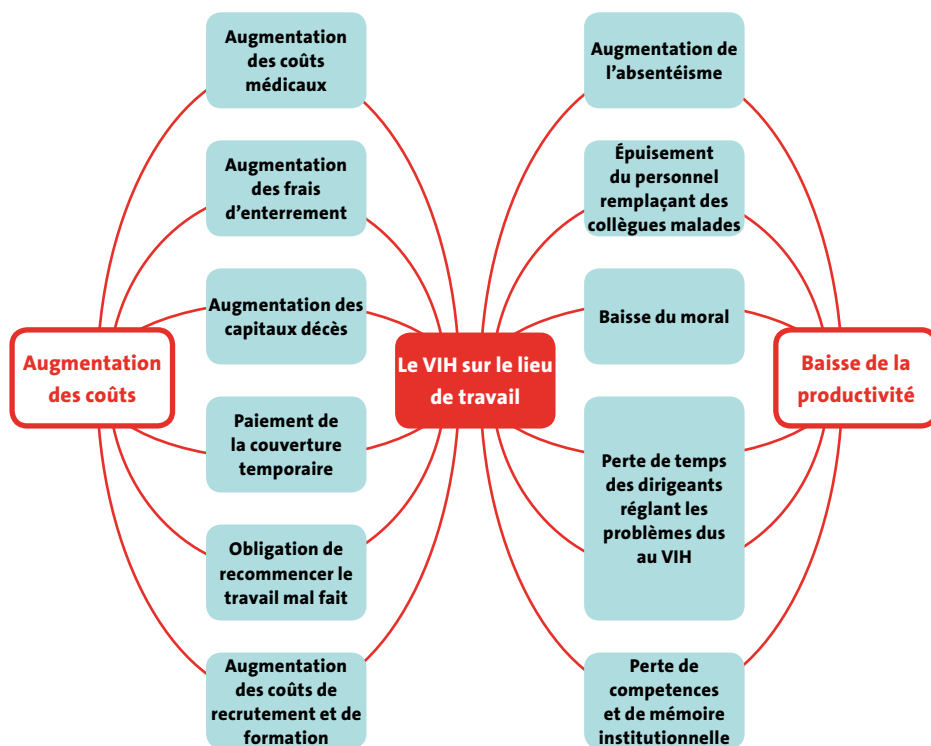 Augmentation
des coûts
médicaux
Augmentation
des frais
d'enterrement
Augmentation des
capitaux décès
Paiement de
la couverture
temporaire
Obligation de
recommencer le
travail mal fait
Augmentation
des coûts de
recrutement et de
formation
Augmentation
des coûts
Le VIH sur le lieu
de travail
Augmentation de
l'absentéisme
Épuisement
du personnel
remplaçant des
collègues malades
Baisse du moral
Perte de temps
des dirigeants
réglant les
problèmes dus
au VIH
Perte de
competences
et de mémoire
institutionnelle
Baisse de la
productivité